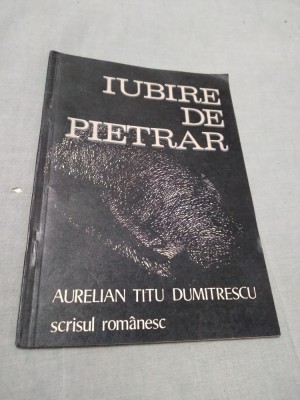 IUBIRE
DE
PIETRAR
AURELIAN TITU DUMITRESCU
scrisul românesc